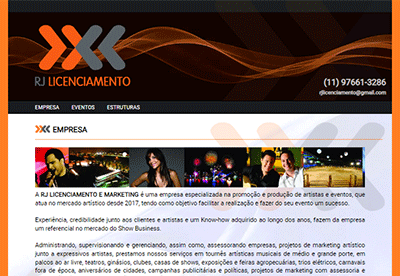 RJ LICENCIAMENTO
(11) 97661-3286
rjlicenciamento@gmail.com
EMPRESA EVENTOS ESTRUTURAS
EMPRESA
A RJ LICENCIAMENTO E MARKETING é uma empresa especializada na promoção e produção de artistas e eventos, que
atua no mercado artístico desde 2017, tendo como objetivo facilitar a realização e fazer do seu evento um sucesso.
Experiência, credibilidade junto aos clientes e artistas e um Know-how adquirido ao longo dos anos, fazem da empresa
um referencial no mercado do Show Business.
Administrando, supervisionando e gerenciando, assim como, assessorando empresas, projetos de marketing artístico
junto a expressivos artistas, prestamos nossos serviços em tournês artísticas musicais de médio e grande porte, em
palcos ao ar livre, teatros, ginásios, clubes, casas de shows, exposições e feiras agropecuárias, trios elétricos, carnavais
fora de época, aniversários de cidades, campanhas publicitárias e políticas, projetos de marketing com assessoria e